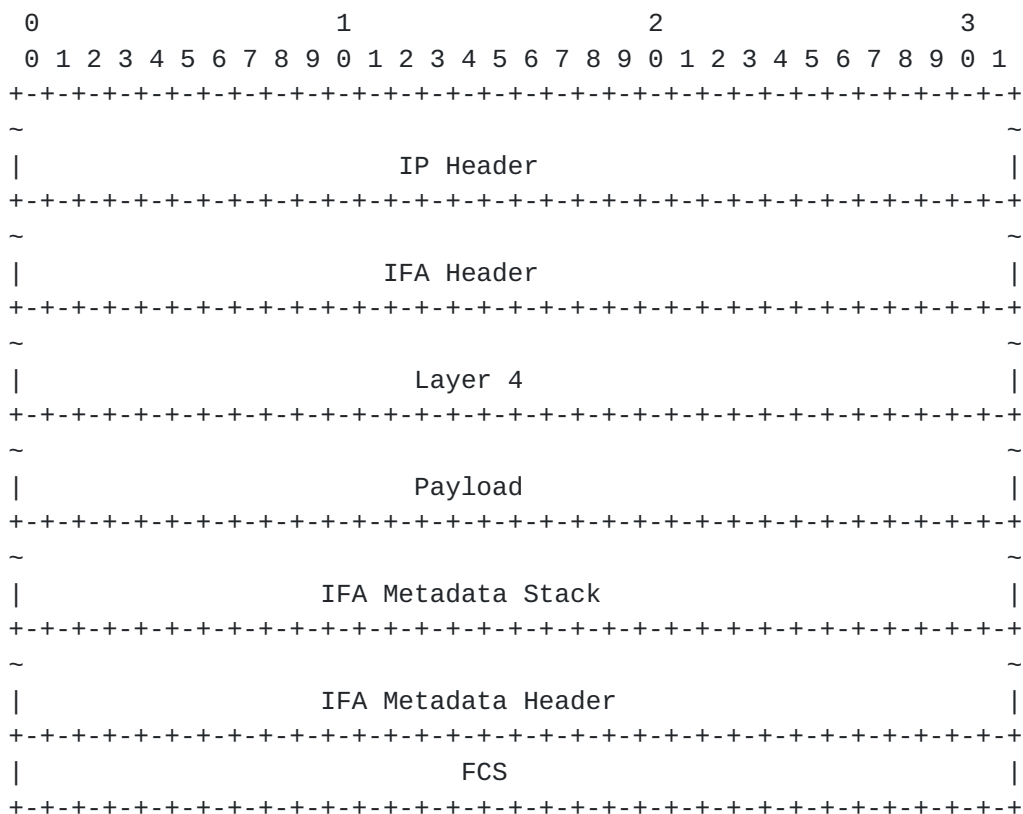 0                   1                   2                   3
 0 1 2 3 4 5 6 7 8 9 0 1 2 3 4 5 6 7 8 9 0 1 2 3 4 5 6 7 8 9 0 1
+-+-+-+-+-+-+-+-+-+-+-+-+-+-+-+-+-+-+-+-+-+-+-+-+-+-+-+-+-+-+-+-+
~                                                               ~
|                        IP Header                              |
+-+-+-+-+-+-+-+-+-+-+-+-+-+-+-+-+-+-+-+-+-+-+-+-+-+-+-+-+-+-+-+-+
~                                                               ~
|                       IFA Header                              |
+-+-+-+-+-+-+-+-+-+-+-+-+-+-+-+-+-+-+-+-+-+-+-+-+-+-+-+-+-+-+-+-+
~                                                               ~
|                         Layer 4                               |
+-+-+-+-+-+-+-+-+-+-+-+-+-+-+-+-+-+-+-+-+-+-+-+-+-+-+-+-+-+-+-+-+
~                                                               ~
|                         Payload                               |
+-+-+-+-+-+-+-+-+-+-+-+-+-+-+-+-+-+-+-+-+-+-+-+-+-+-+-+-+-+-+-+-+
~                                                               ~
|                   IFA Metadata Stack                          |
+-+-+-+-+-+-+-+-+-+-+-+-+-+-+-+-+-+-+-+-+-+-+-+-+-+-+-+-+-+-+-+-+
~                                                               ~
|                   IFA Metadata Header                         |
+-+-+-+-+-+-+-+-+-+-+-+-+-+-+-+-+-+-+-+-+-+-+-+-+-+-+-+-+-+-+-+-+
|                            FCS                                |
+-+-+-+-+-+-+-+-+-+-+-+-+-+-+-+-+-+-+-+-+-+-+-+-+-+-+-+-+-+-+-+-+